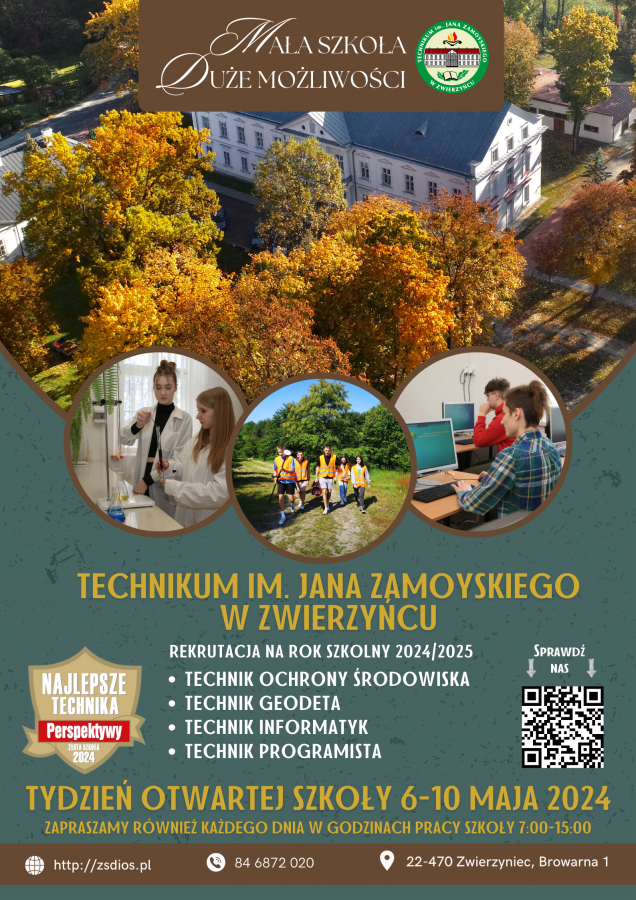 Mała Szkoła
Duże Możliwości
TECHNIKUM IM. JANA ZAMOYSKIEGO
W ZWIERZYŃCU
TECHNIKUM IM. JANA ZAMOYSKIEGO
W ZWIERZYŃCU
REKRUTACJA NA ROK SZKOLNY 2024/2025
• TECHNIK OCHRONY ŚRODOWISKA
• TECHNIK GEODETA
• TECHNIK INFORMATYK
• TECHNIK PROGRAMISTA
Sprawdź
nas
NAJLEPSZE
TECHNIKA
Perspektywy
ZŁOTA SZKOŁA
2024
TYDZIEŃ OTWARTEJ SZKOŁY 6-10 MAJA 2024
ZAPRASZAMY RÓWNIEŻ KAŻDEGO DNIA W GODZINACH PRACY SZKOŁY 7:00-15:00
http://zsdios.pl
84 6872 020
22-470 Zwierzyniec, Browarna 1